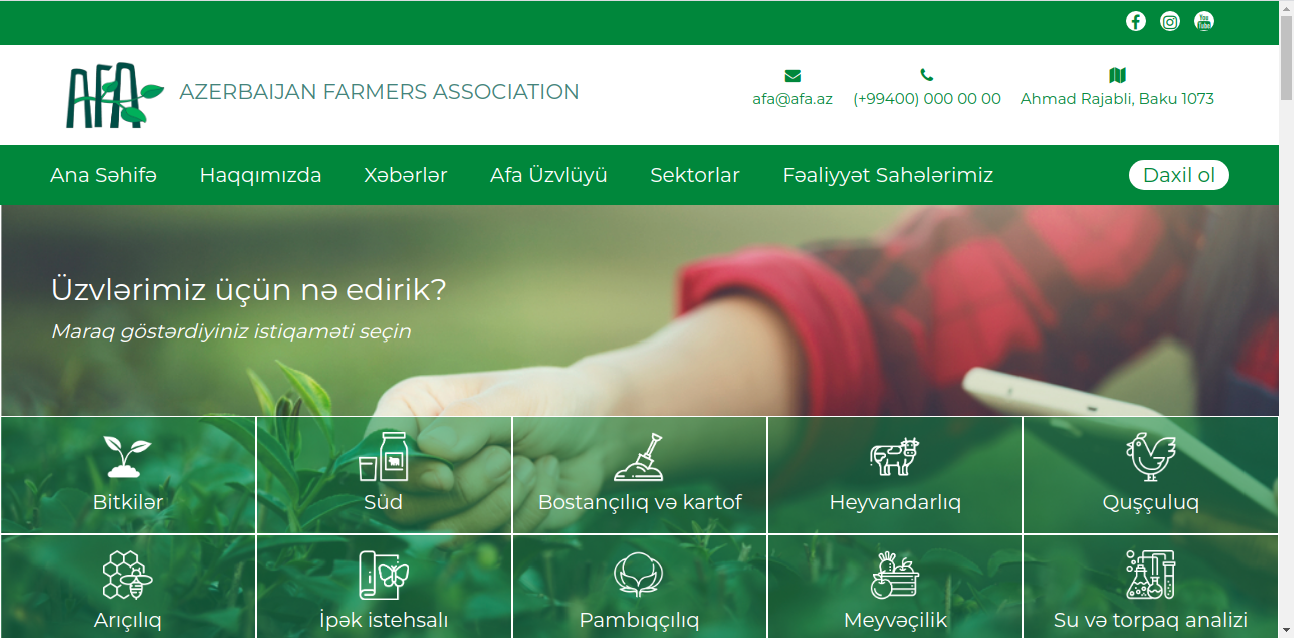 You
Tube
AFA
AZERBAIJAN FARMERS ASSOCIATION
afa@afa.az
(+99400) 000 00 00
Ahmad Rajabli, Baku 1073
Ana Səhifə
Haqqımızda
Xəbərlər
Afa Üzvlüyü
Sektorlar
Fəaliyyət Sahələrimiz
Daxil ol
Üzvlərimiz üçün nə edirik?
Maraq göstərdiyiniz istiqaməti seçin
Bitkilər
Süd
Bostançılıq və kartof
Heyvandarlıq
Quşçuluq
Arıçılıq
İpək istehsalı
Pambıqçılıq
Meyvəçilik
Su və torpaq analizi